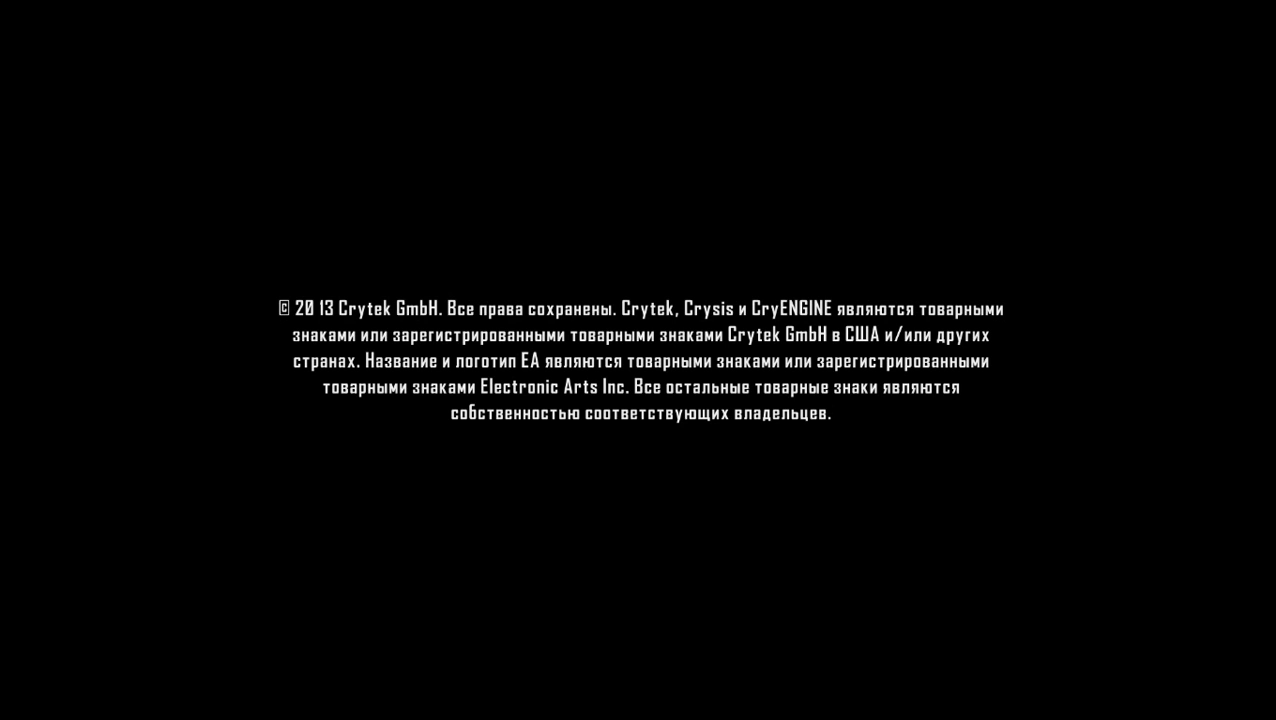 © 2013 Crytek GmbH. Все права сохранены. Crytek, Crysis и CryENGINE являются товарными
знаками или зарегистрированными товарными знаками Crytek GmbH в США и/или других
странах. Название и логотип EA являются товарными знаками или зарегистрированными
товарными знаками Electronic Arts Inc. Все остальные товарные знаки являются
собственностью соответствующих владельцев.